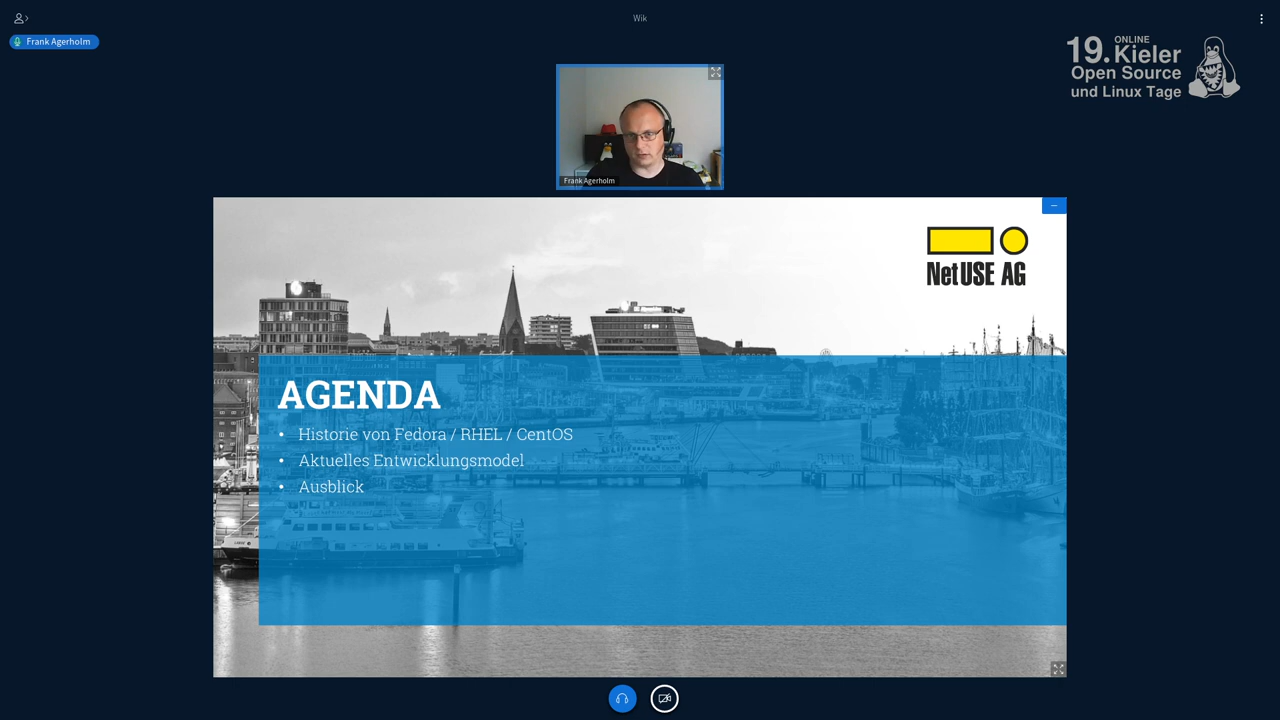 Wik
Frank Agerholm
19. ONLINE Kieler
Open Source
und Linux Tage
Frank Agerholm
NetUSE AG
AGENDA
• Historie von Fedora / RHEL / CentOS
• Aktuelles Entwicklungsmodel
• Ausblick